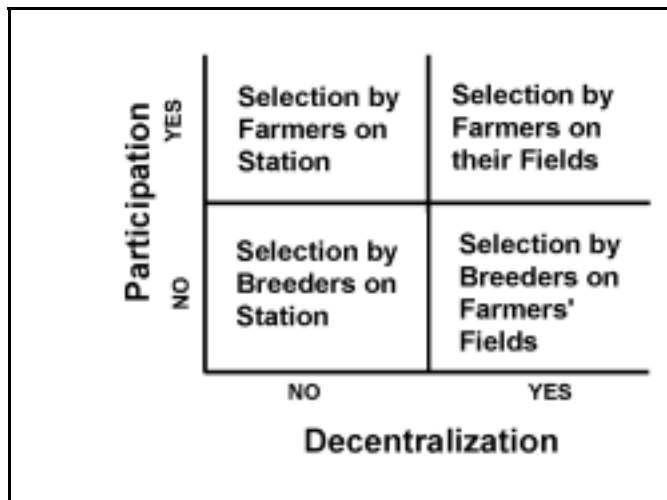 Participation
YES
NO
Selection by
Farmers on
Station
Selection by
Farmers on
their Fields
Selection by
Breeders on
Station
Selection by
Breeders on
Farmers'
Fields
NO
YES
Decentralization